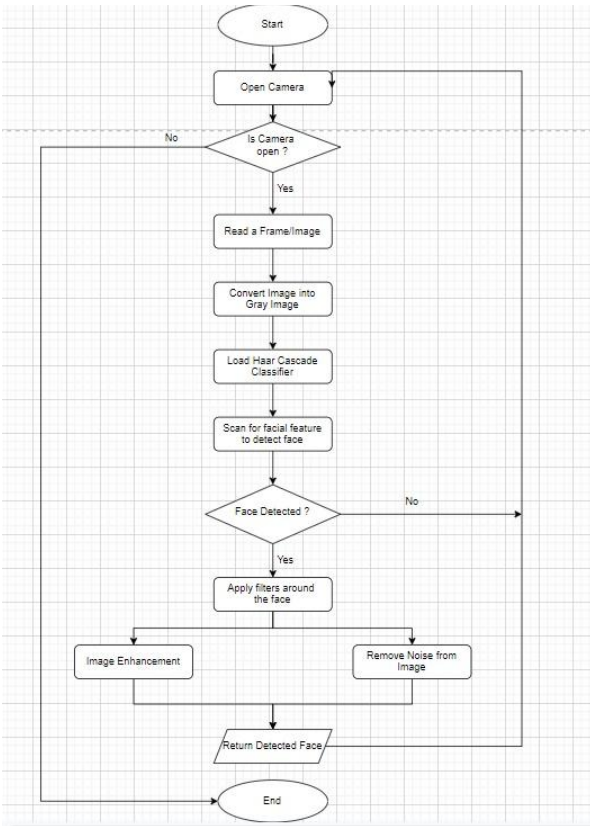 Start
Open Camera
No
Is Camera
open ?
Yes
Read a Frame/Image
Convert Image into
Gray Image
Load Haar Cascade
Classifier
Scan for facial feature
to detect face
Face Detected ?
No
Yes
Apply filters around
the face
Image Enhancement
Remove Noise from
Image
Return Detected Face
End